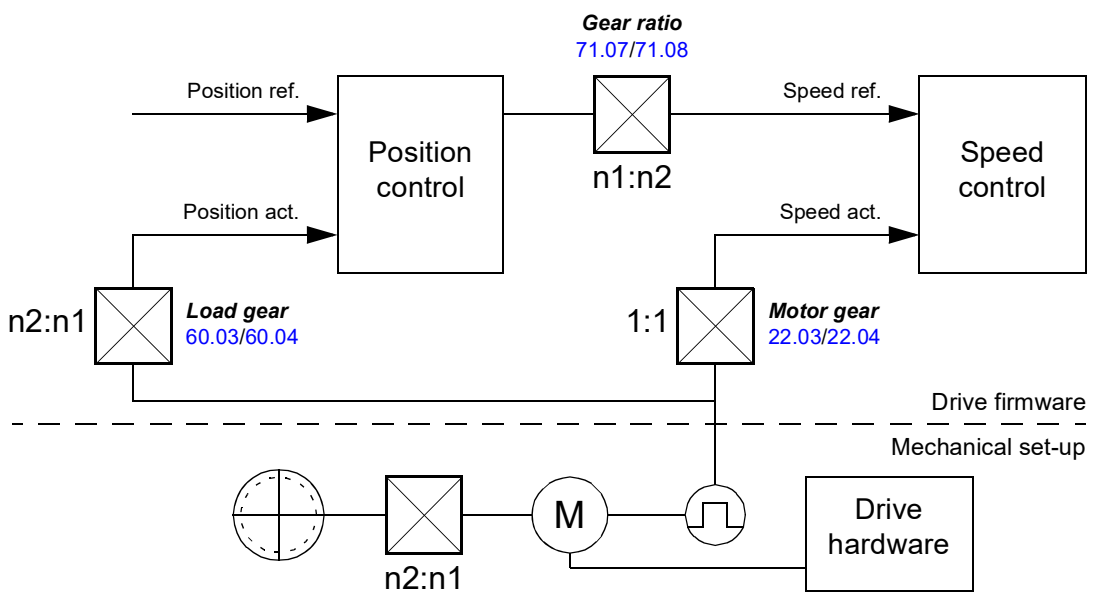 Gear ratio
71.07/71.08
Position ref.
Speed ref.
Position
control
n1:n2
Speed
control
Position act.
Speed act.
n2:n1
Load gear
60.03/60.04
1:1
Motor gear
22.03/22.04
Drive firmware
Mechanical set-up
M
Drive
hardware
n2:n1